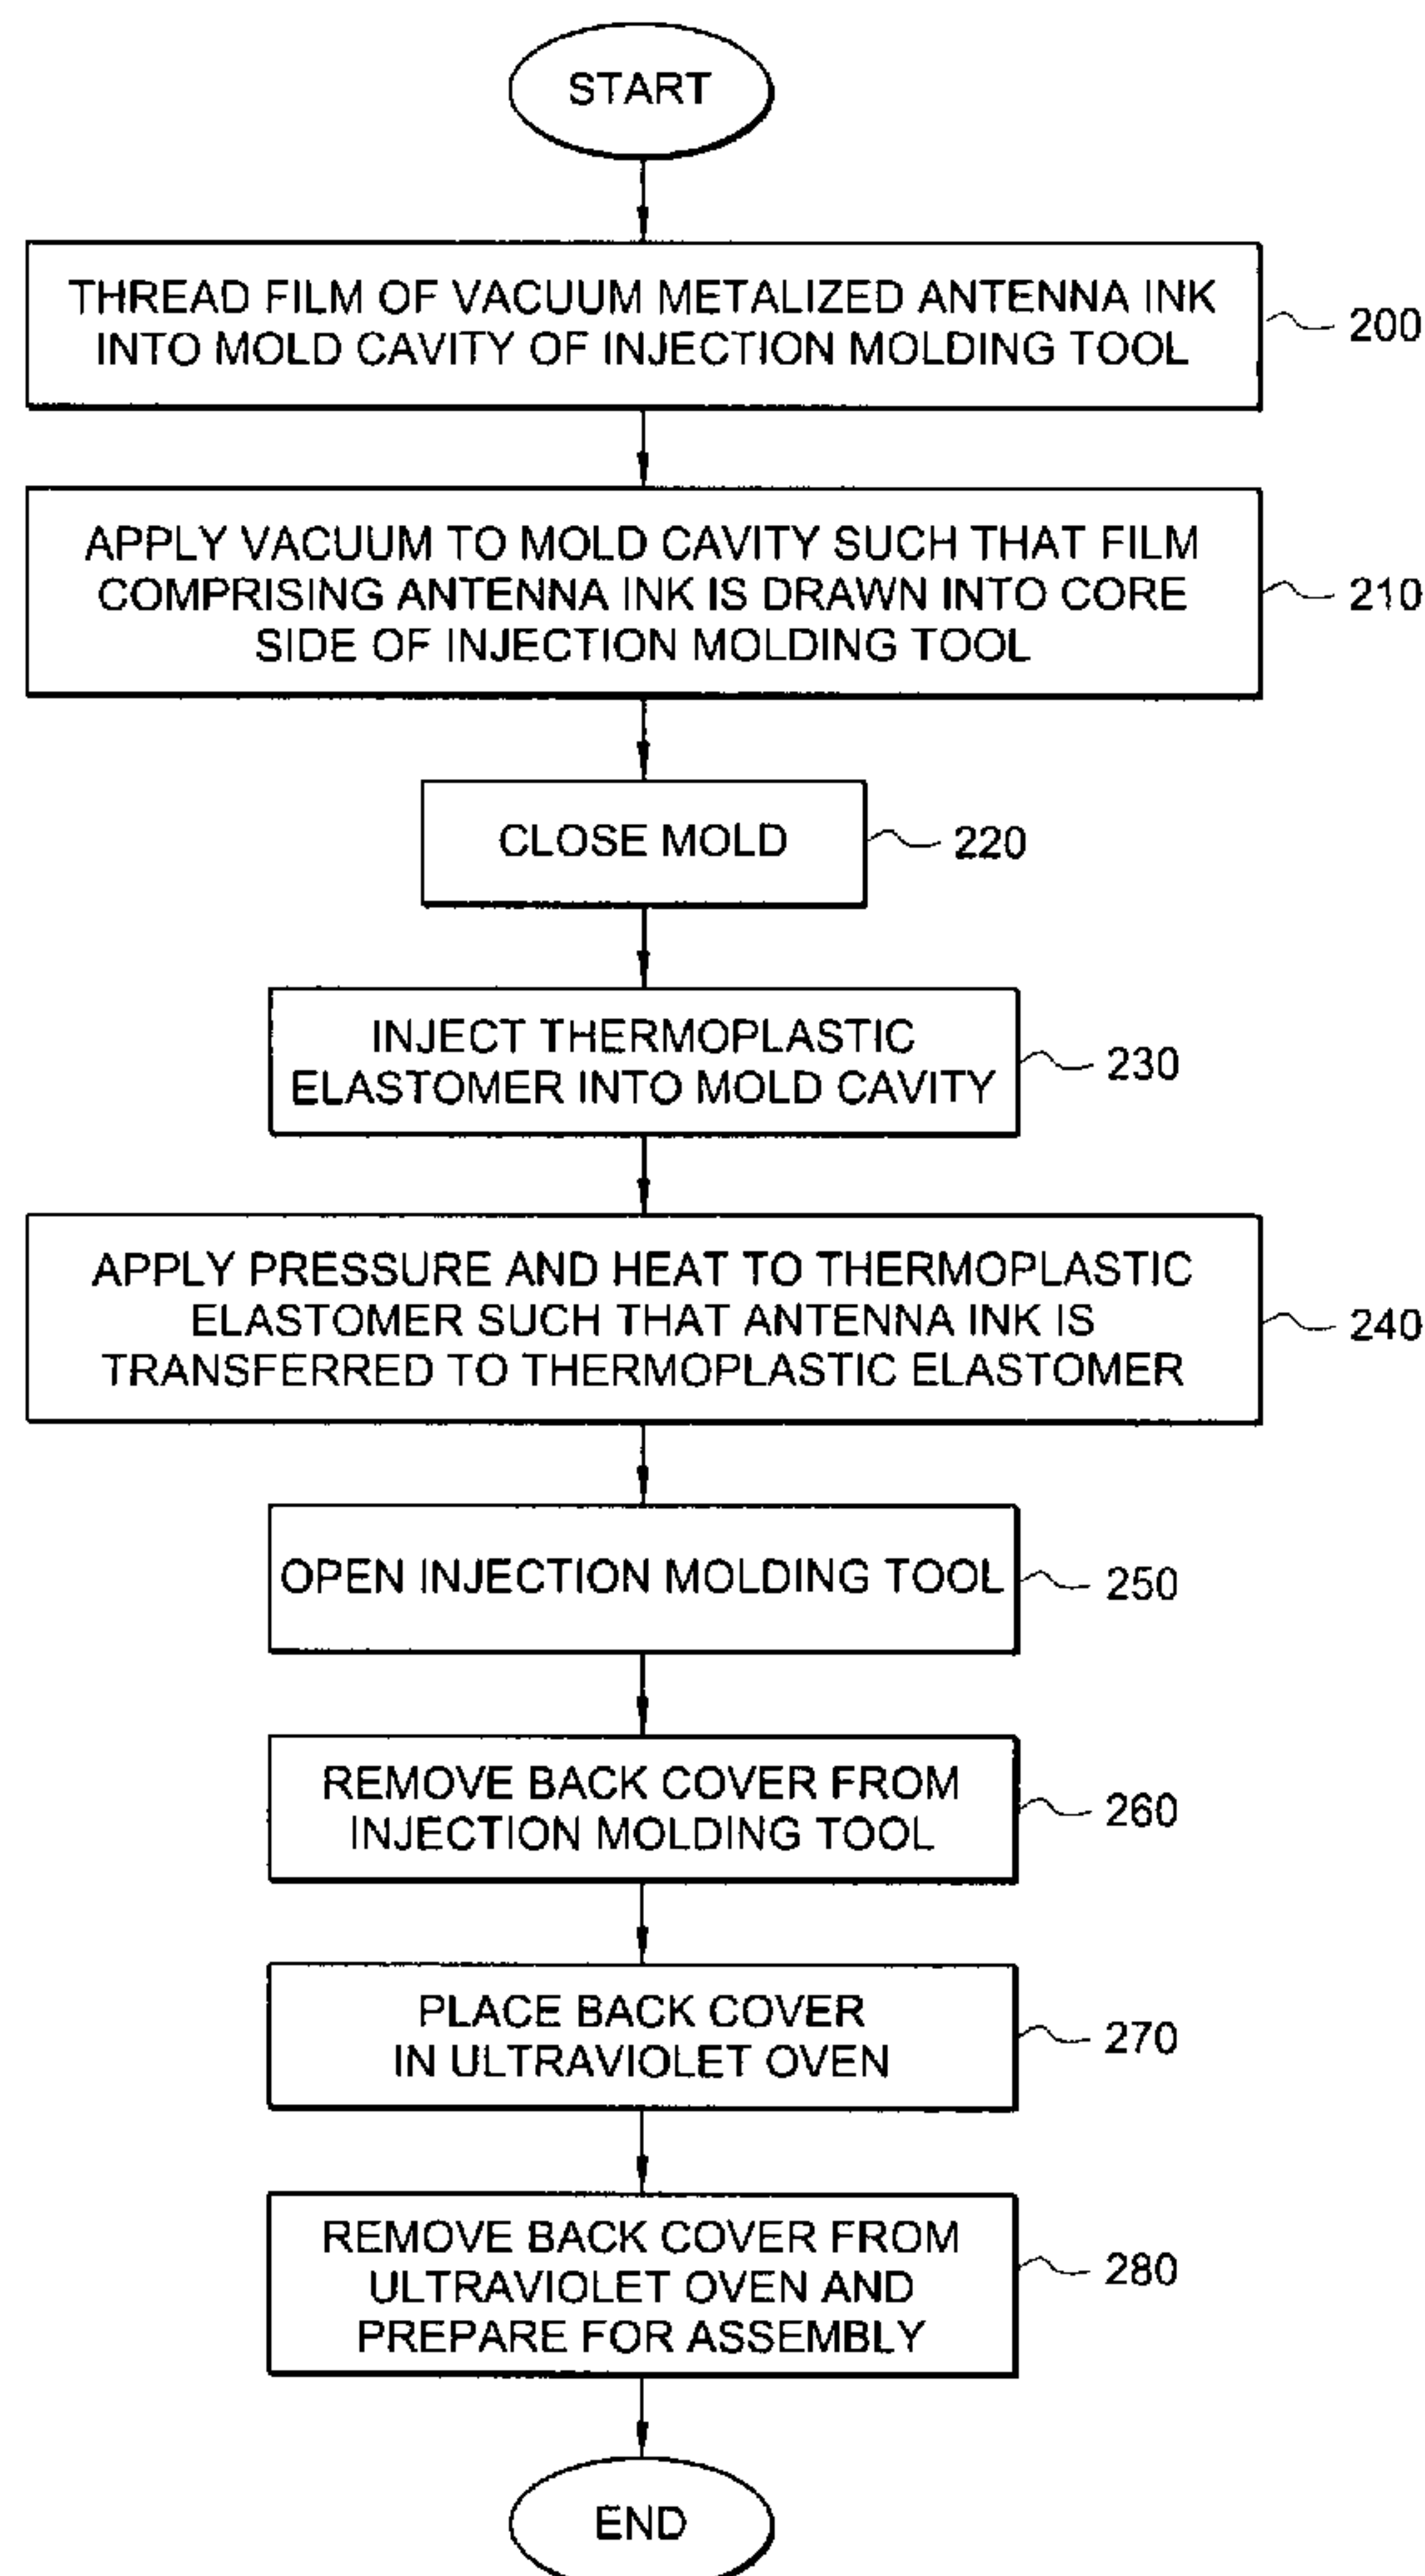 START
THREAD FILM OF VACUUM METALIZED ANTENNA INK
INTO MOLD CAVITY OF INJECTION MOLDING TOOL
200
APPLY VACUUM TO MOLD CAVITY SUCH THAT FILM
COMPRISING ANTENNA INK IS DRAWN INTO CORE
SIDE OF INJECTION MOLDING TOOL
210
CLOSE MOLD
220
INJECT THERMOPLASTIC
ELASTOMER INTO MOLD CAVITY
230
APPLY PRESSURE AND HEAT TO THERMOPLASTIC
ELASTOMER SUCH THAT ANTENNA INK IS
TRANSFERRED TO THERMOPLASTIC ELASTOMER
240
OPEN INJECTION MOLDING TOOL
250
REMOVE BACK COVER FROM
INJECTION MOLDING TOOL
260
PLACE BACK COVER
IN ULTRAVIOLET OVEN
270
REMOVE BACK COVER FROM
ULTRAVIOLET OVEN AND
PREPARE FOR ASSEMBLY
280
END